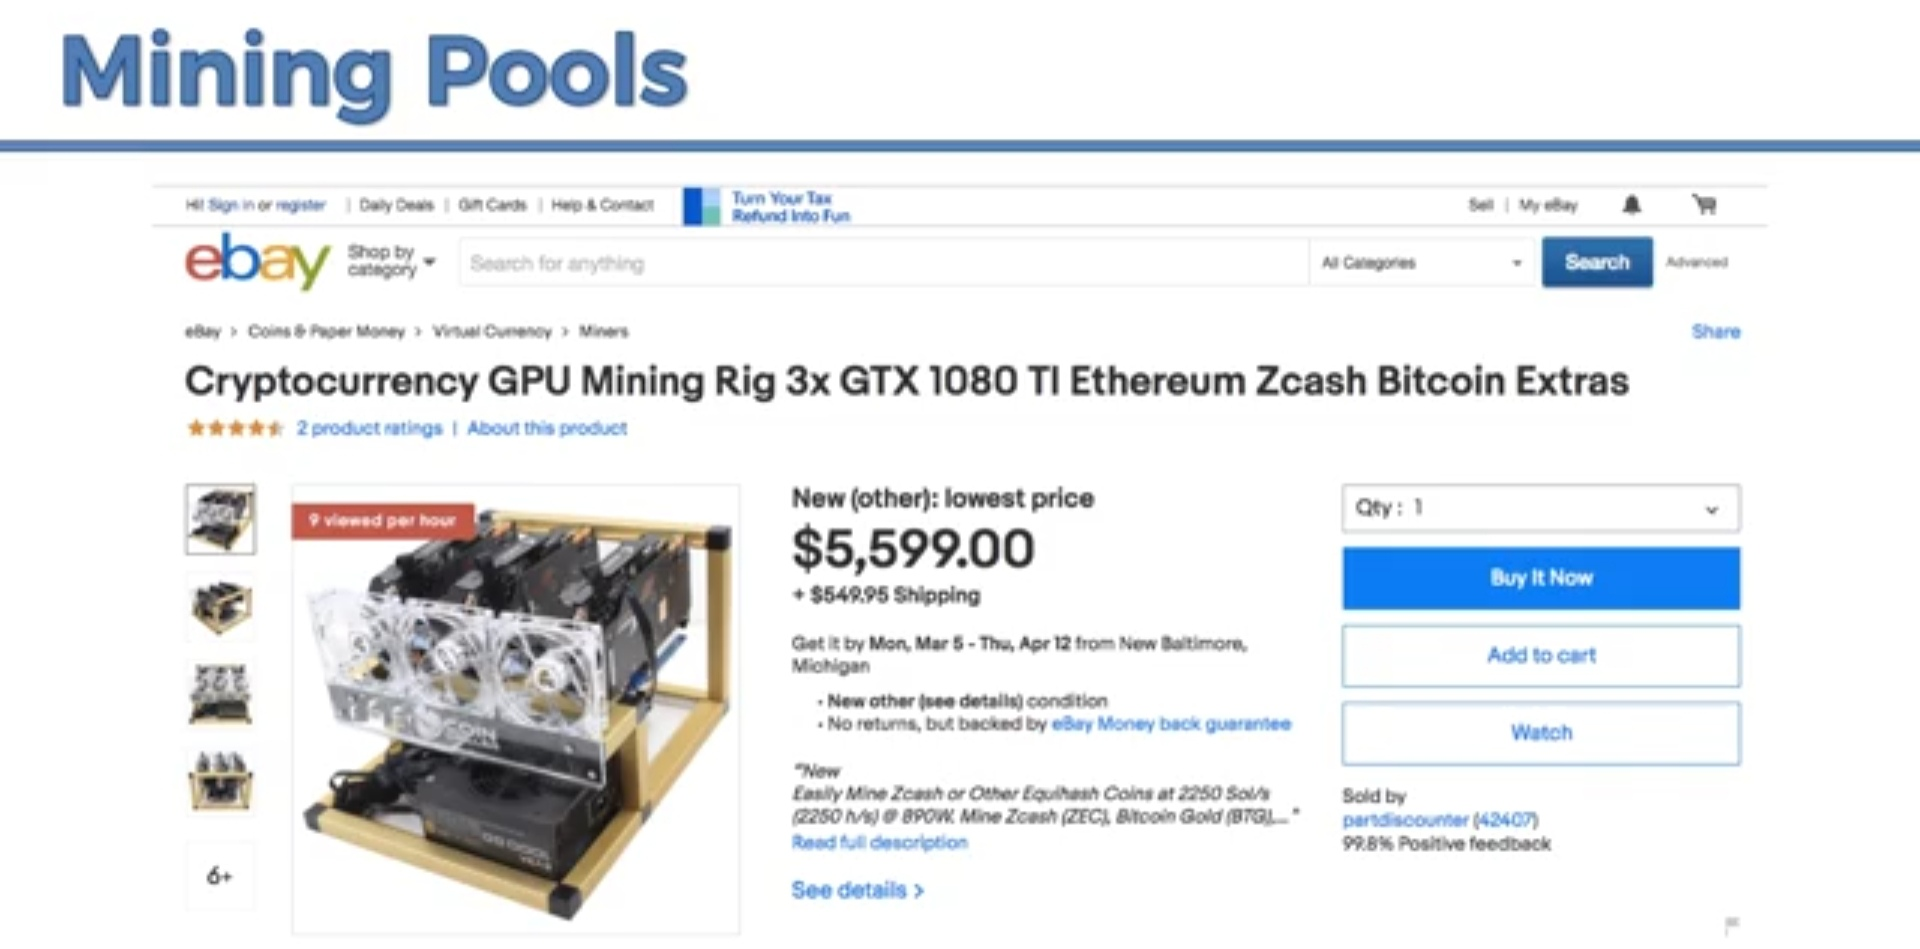 Mining Pools
Hi! Sign in or register | Daily Deals | Gift Cards | Help & Contact
Turn Your Tax
Refund Into Fun
Sell | My eBay
ebay
Shop by
category
Search for anything
All Categories
Search
Advanced
eBay > Coins & Paper Money > Virtual Currency > Miners
Share
Cryptocurrency GPU Mining Rig 3x GTX 1080 TI Ethereum Zcash Bitcoin Extras
2 product ratings | About this product
9 viewed per hour
6+
New (other): lowest price
$5,599.00
+ $549.95 Shipping
Get it by Mon, Mar 5 - Thu, Apr 12 from New Baltimore,
Michigan
• New other (see details) condition
• No returns, but backed by eBay Money back guarantee
"New
Easily Mine Zcash or Other Equihash Coins at 2250 Sol/s
(2250 h/s) @ 890W. Mine Zcash (ZEC), Bitcoin Gold (BTG),... "
Read full description
See details >
Qty : 1
Buy It Now
Add to cart
Watch
Sold by
partdiscounter (42407)
99.8% Positive feedback